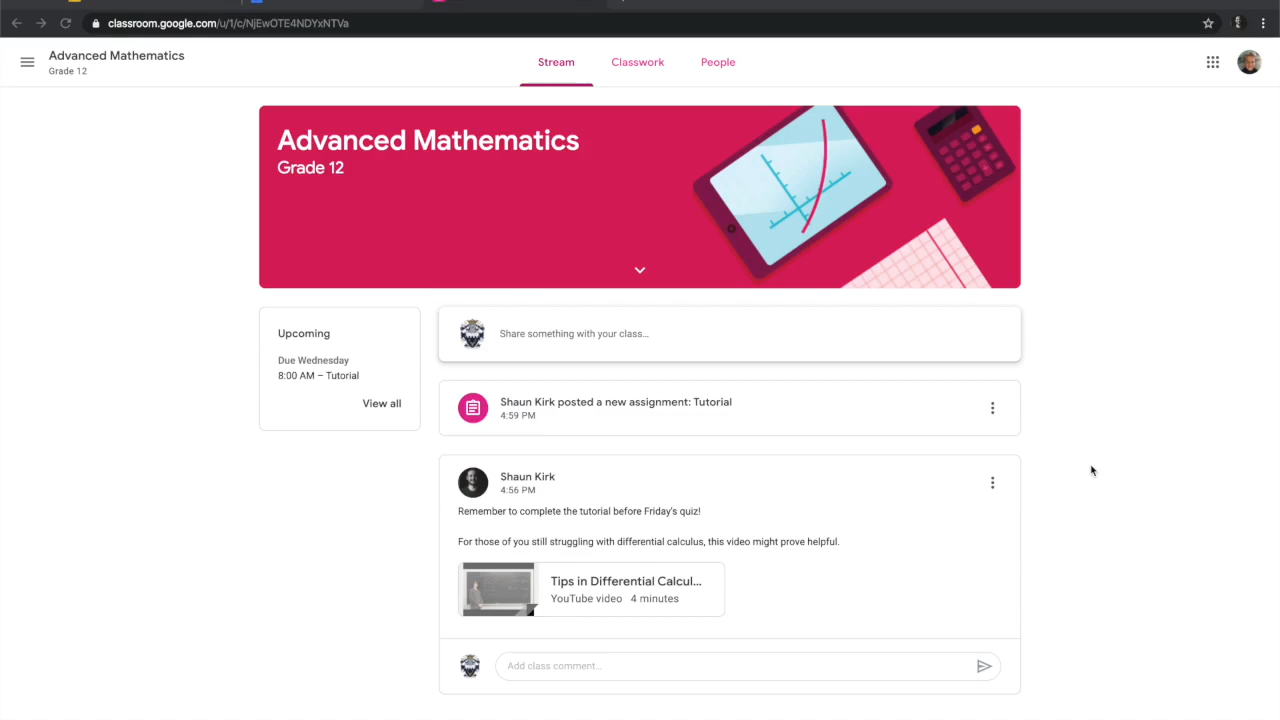 classroom.google.com/u/1/c/NjEwOTE4NDYxNTVa
Advanced Mathematics
Grade 12
Stream
Classwork
People
Advanced Mathematics
Grade 12
Upcoming
Due Wednesday
8:00 AM – Tutorial
View all
Share something with your class...
Shaun Kirk posted a new assignment: Tutorial
4:59 PM
Shaun Kirk
4:56 PM
Remember to complete the tutorial before Friday's quiz!
For those of you still struggling with differential calculus, this video might prove helpful.
Tips in Differential Calcul...
YouTube video 4 minutes
Add class comment...